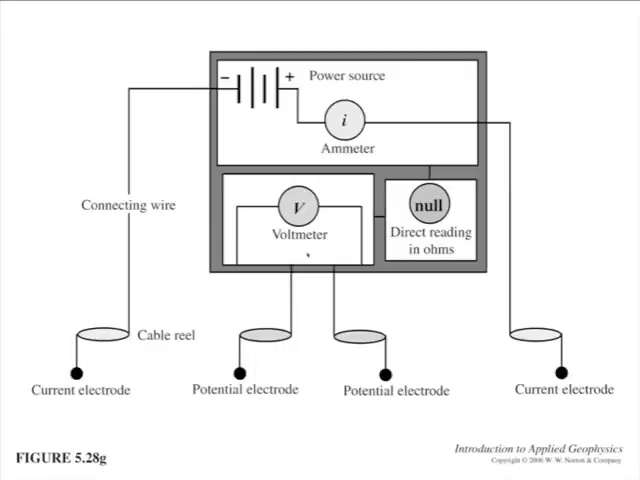 − + Power source
i
Ammeter
Connecting wire
V
Voltmeter
null
Direct reading
in ohms
Cable reel
Current electrode
Potential electrode
Potential electrode
Current electrode
FIGURE 5.28g
Introduction to Applied Geophysics
Copyright © 2006 W. W. Norton & Company